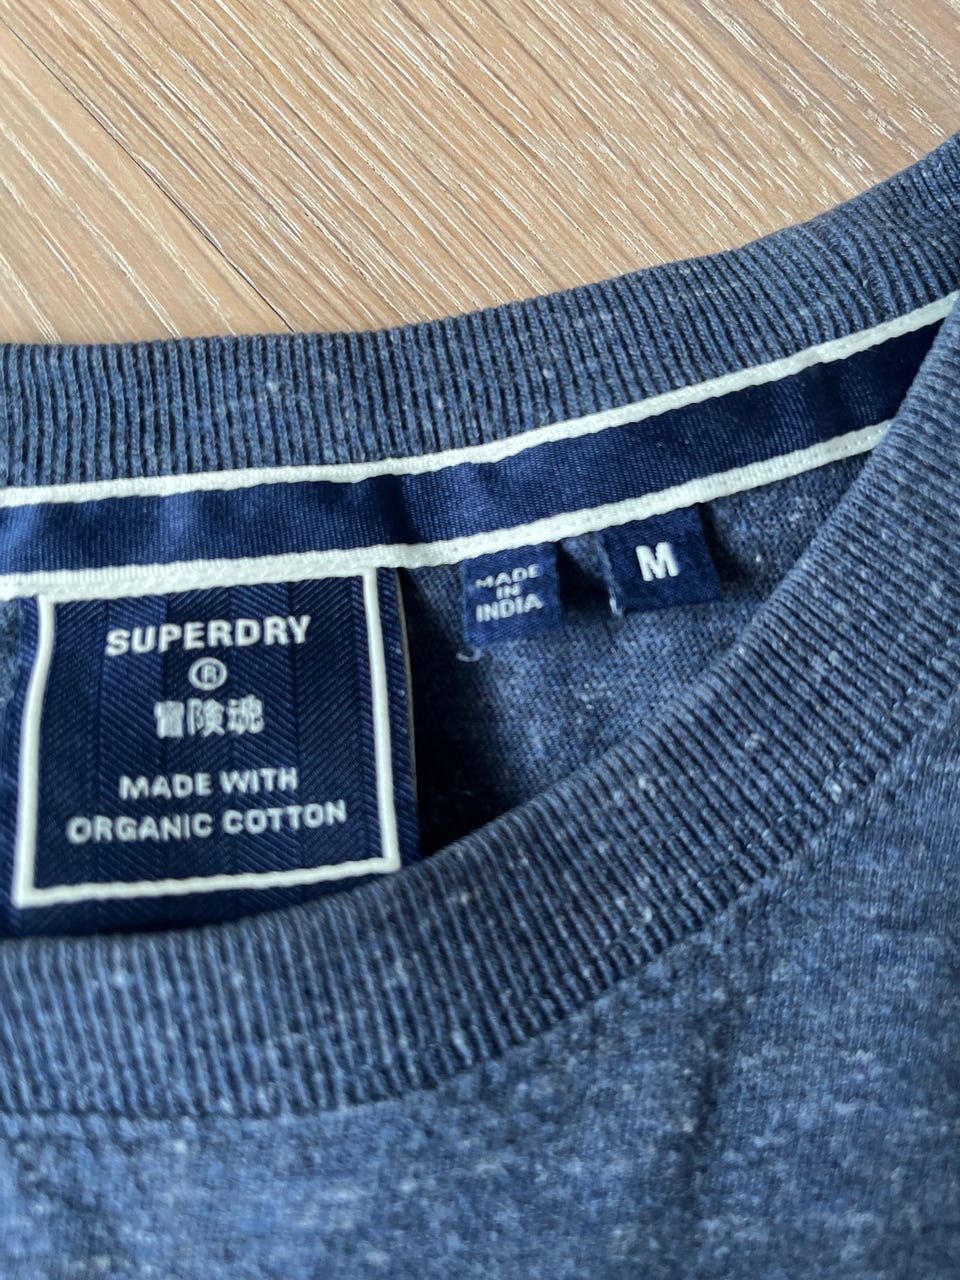 SUPERDRY
®
冒険魂
MADE WITH
ORGANIC COTTON
MADE
IN
INDIA
M